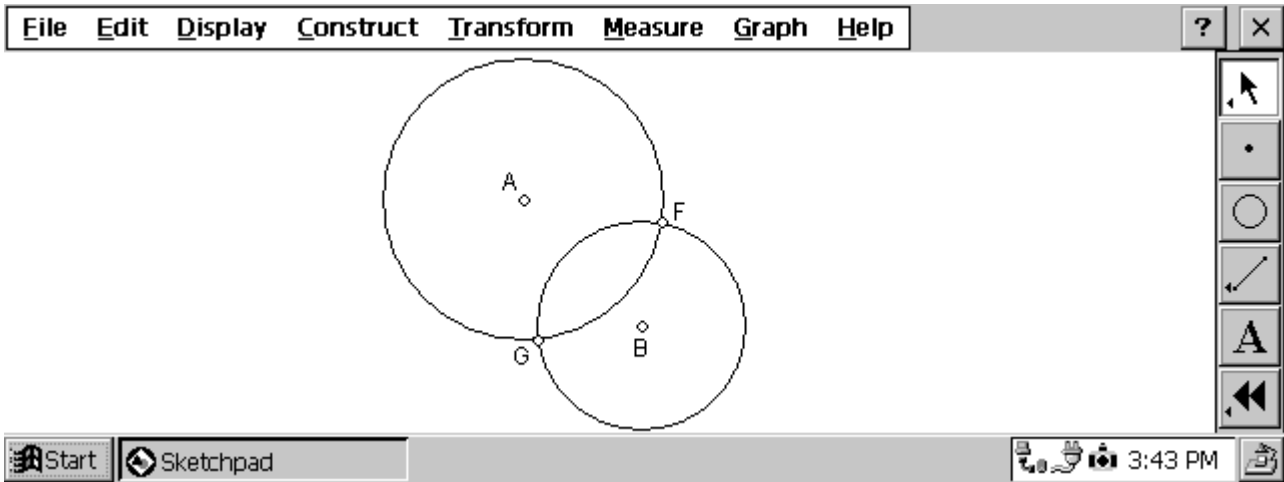 File Edit Display Construct Transform Measure Graph Help ? ×
A
F
G
B
A
Start Sketchpad 3:43 PM